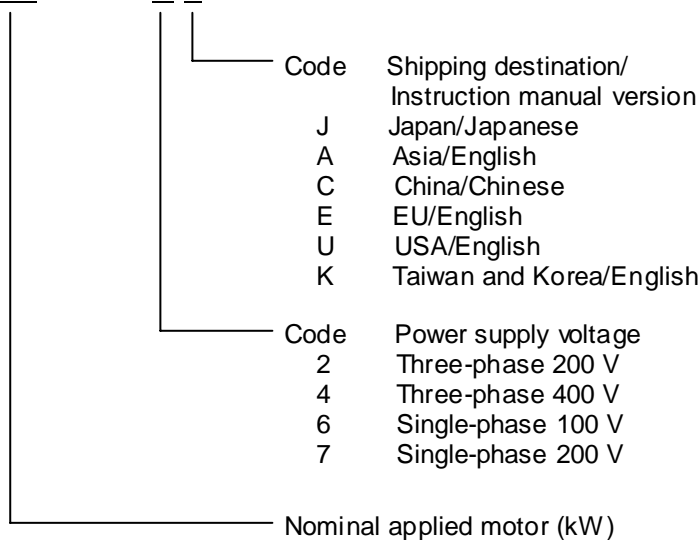 Code Shipping destination/
Instruction manual version
J Japan/Japanese
A Asia/English
C China/Chinese
E EU/English
U USA/English
K Taiwan and Korea/English
Code Power supply voltage
2 Three-phase 200 V
4 Three-phase 400 V
6 Single-phase 100 V
7 Single-phase 200 V
Nominal applied motor (kW)